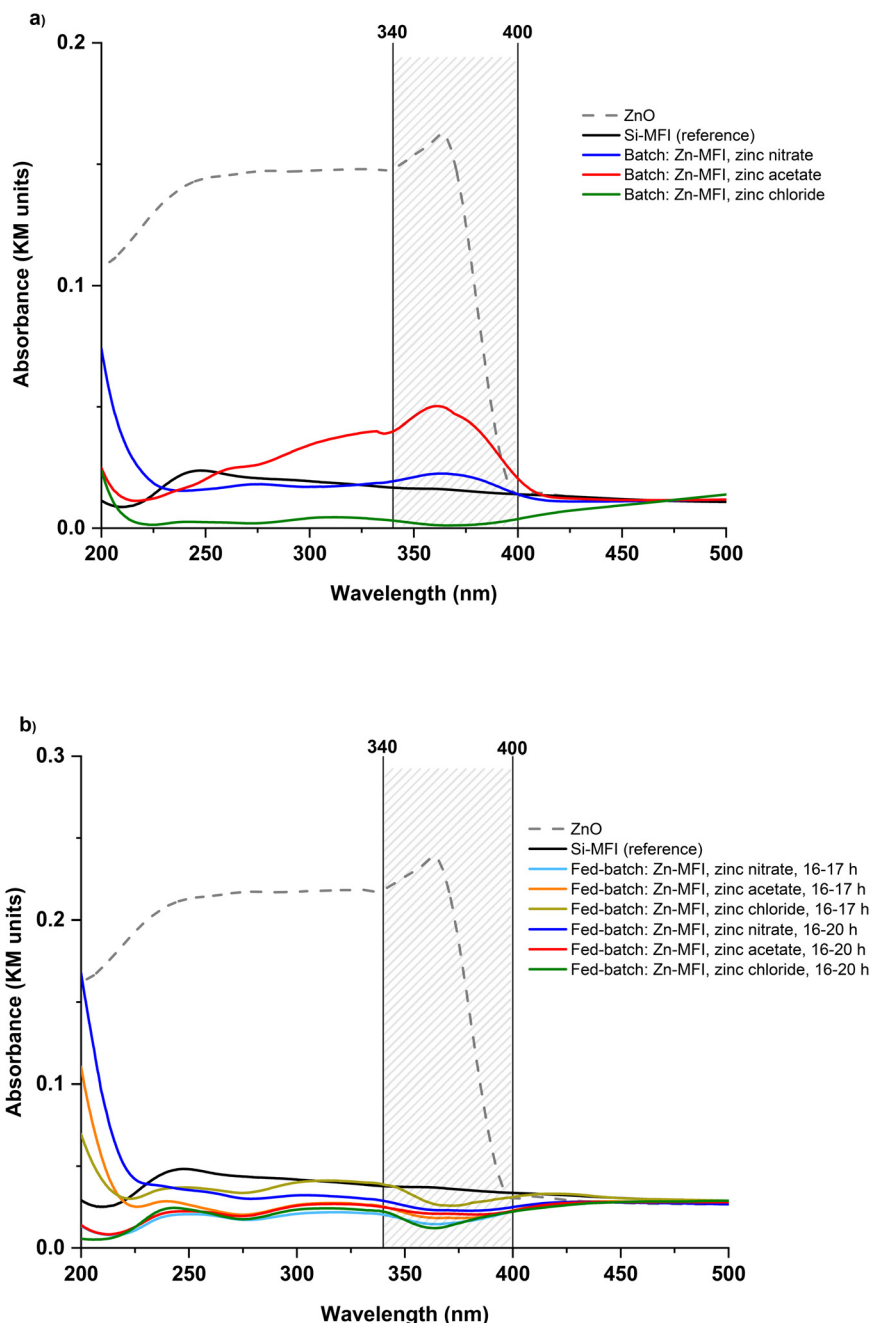 a)
340 400
0.2
0.1
0.0
Absorbance (KM units)
ZnO
Si-MFI (reference)
Batch: Zn-MFI, zinc nitrate
Batch: Zn-MFI, zinc acetate
Batch: Zn-MFI, zinc chloride
200 250 300 350 400 450 500
Wavelength (nm)
b)
340 400
0.3
0.2
0.1
0.0
Absorbance (KM units)
ZnO
Si-MFI (reference)
Fed-batch: Zn-MFI, zinc nitrate, 16-17 h
Fed-batch: Zn-MFI, zinc acetate, 16-17 h
Fed-batch: Zn-MFI, zinc chloride, 16-17 h
Fed-batch: Zn-MFI, zinc nitrate, 16-20 h
Fed-batch: Zn-MFI, zinc acetate, 16-20 h
Fed-batch: Zn-MFI, zinc chloride, 16-20 h
200 250 300 350 400 450 500
Wavelength (nm)